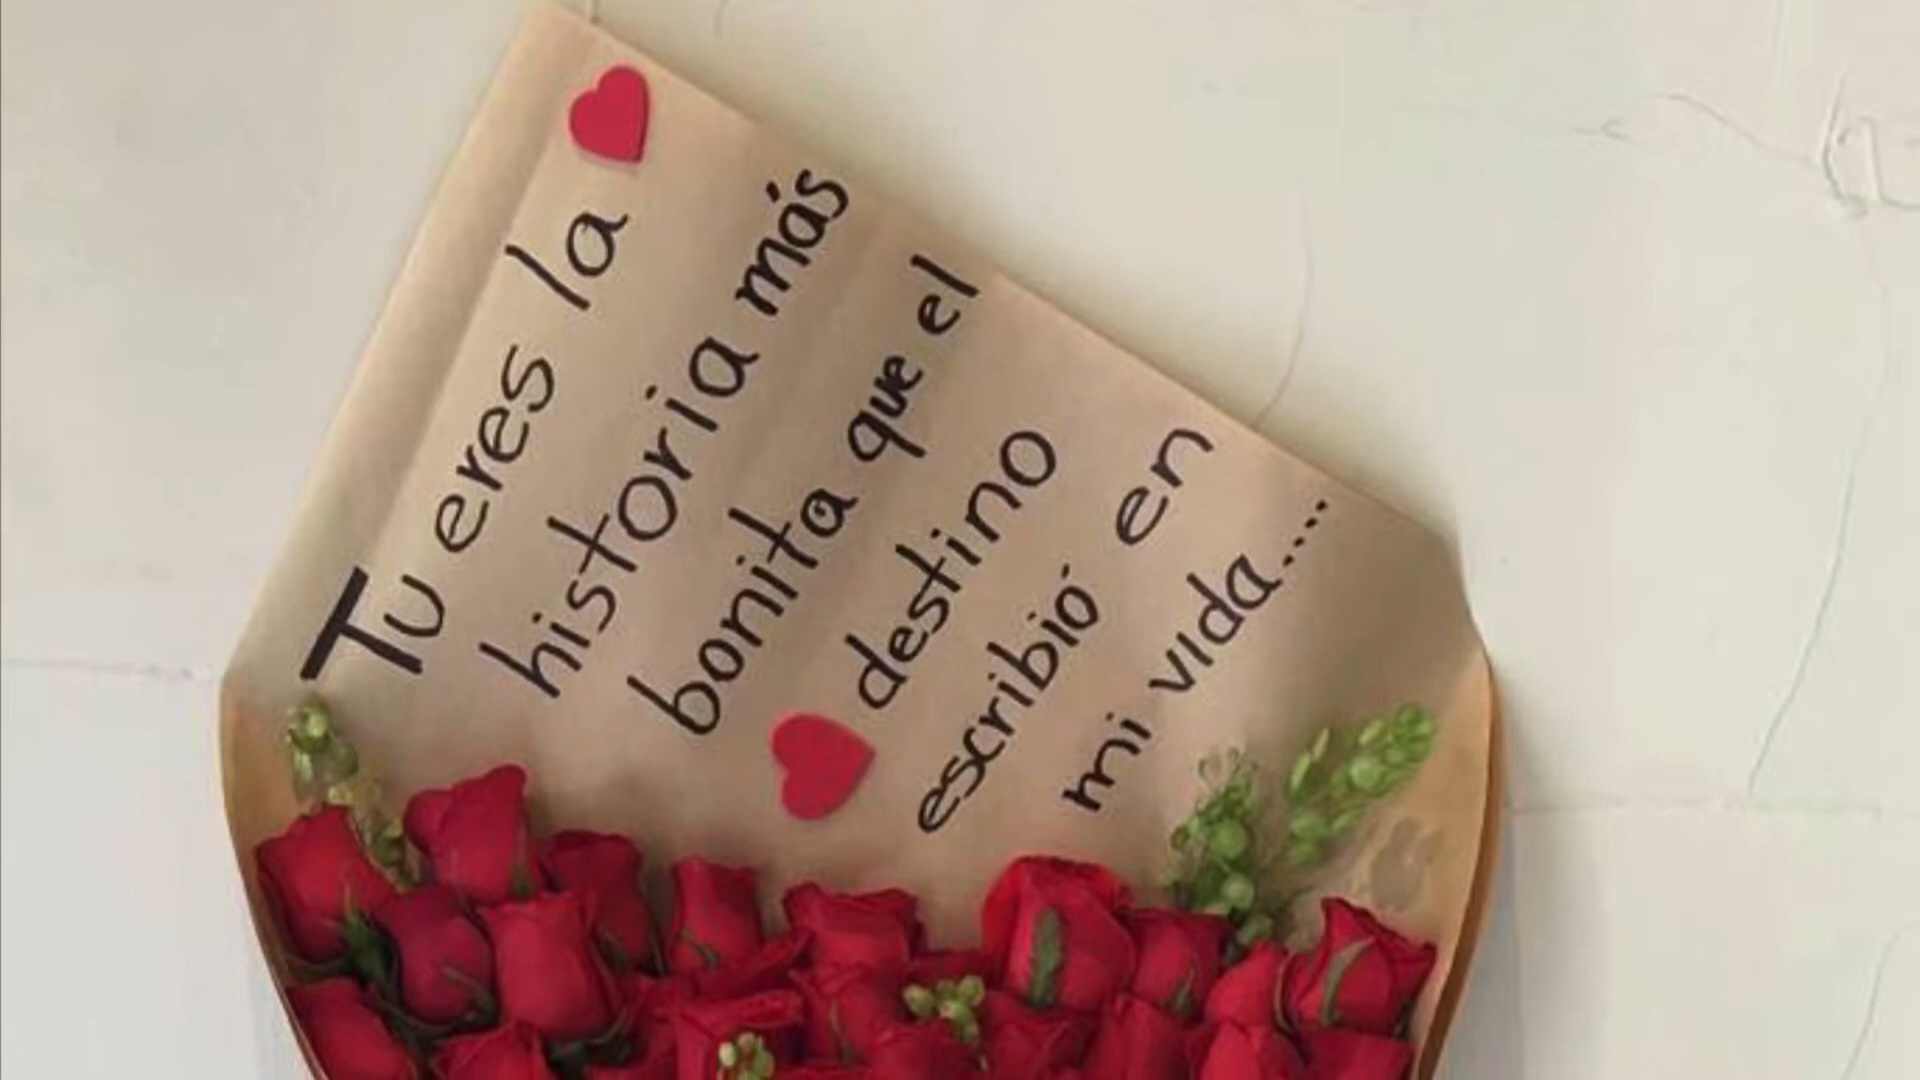 Tu eres la
historia más
bonita que el
destino
escribió en
mi vida....